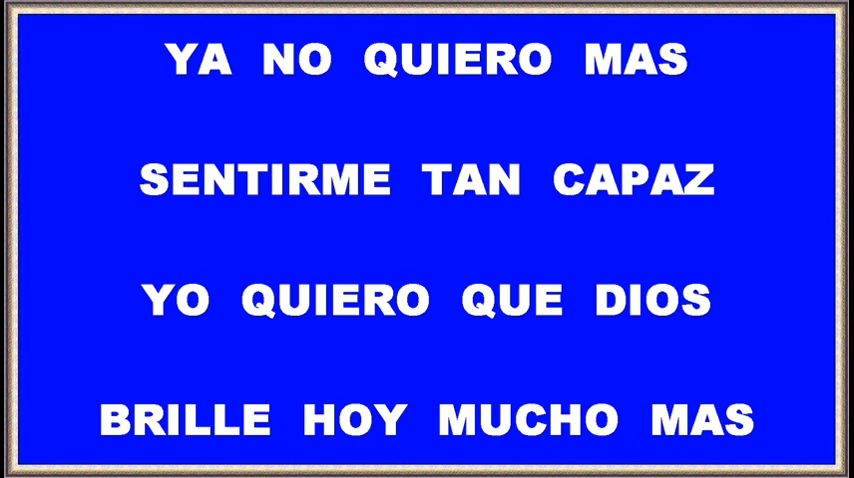 YA NO QUIERO MAS
SENTIRME TAN CAPAZ
YO QUIERO QUE DIOS
BRILLE HOY MUCHO MAS